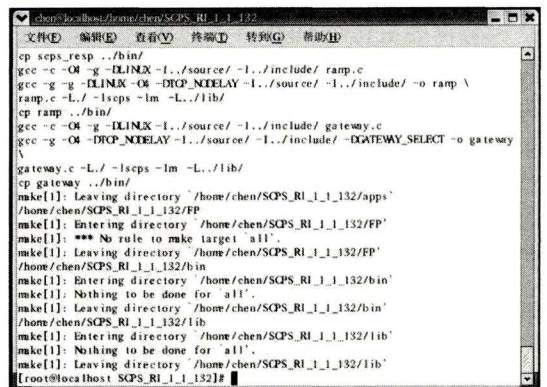 chen@localhost:/home/chen/SCPS_RI_1_1_132
文件(F) 编辑(E) 查看(V) 终端(T) 转到(G) 帮助(H)
cp scps_resp ../bin/
gcc -c -O4 -g -DLINUX -I../source/ -I../include/ ramp.c
gcc -g -DLINUX -O4 -DTCP_NODELAY -I../source/ -I../include/ -o ramp \
ramp.c -L./ -lscps -lm -L../lib/
cp ramp ../bin/
gcc -c -O4 -g -DLINUX -I../source/ -I../include/ gateway.c
gcc -g -O4 -DTCP_NODELAY -I../source/ -I../include/ -DGATEWAY_SELECT -o gateway
\
gateway.c -L./ -lscps -lm -L../lib/
cp gateway ../bin/
make[1]: Leaving directory `/home/chen/SCPS_RI_1_1_132/apps'
/home/chen/SCPS_RI_1_1_132/FP
make[1]: Entering directory `/home/chen/SCPS_RI_1_1_132/FP'
make[1]: *** No rule to make target `all'.
make[1]: Leaving directory `/home/chen/SCPS_RI_1_1_132/FP'
/home/chen/SCPS_RI_1_1_132/bin
make[1]: Entering directory `/home/chen/SCPS_RI_1_1_132/bin'
make[1]: Nothing to be done for `all'.
make[1]: Leaving directory `/home/chen/SCPS_RI_1_1_132/bin'
/home/chen/SCPS_RI_1_1_132/lib
make[1]: Entering directory `/home/chen/SCPS_RI_1_1_132/lib'
make[1]: Nothing to be done for `all'.
make[1]: Leaving directory `/home/chen/SCPS_RI_1_1_132/lib'
[root@localhost SCPS_RI_1_1_132]#